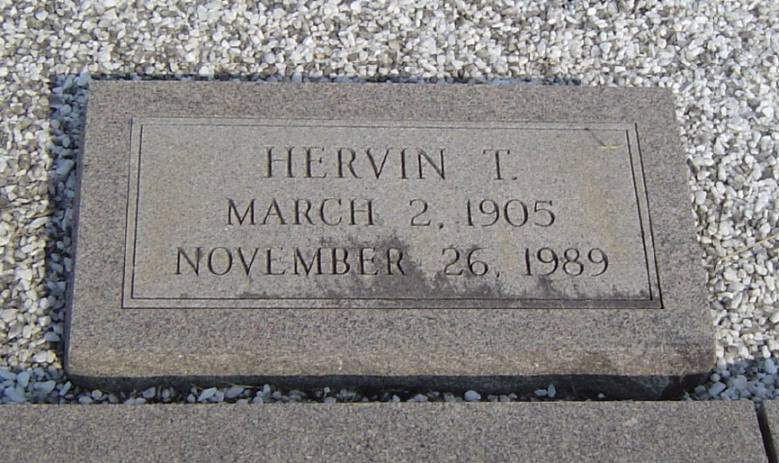 HERVIN T.
MARCH 2, 1905
NOVEMBER 26, 1989